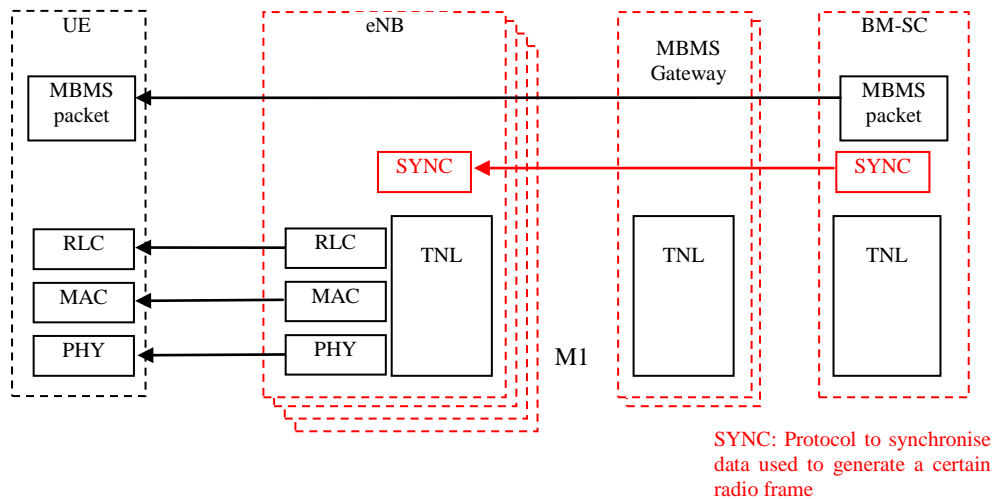 UE
eNB
MBMS
Gateway
BM-SC
MBMS
packet
MBMS
packet
SYNC
SYNC
RLC
RLC
TNL
TNL
TNL
MAC
MAC
PHY
PHY
M1
SYNC: Protocol to synchronise
data used to generate a certain
radio frame